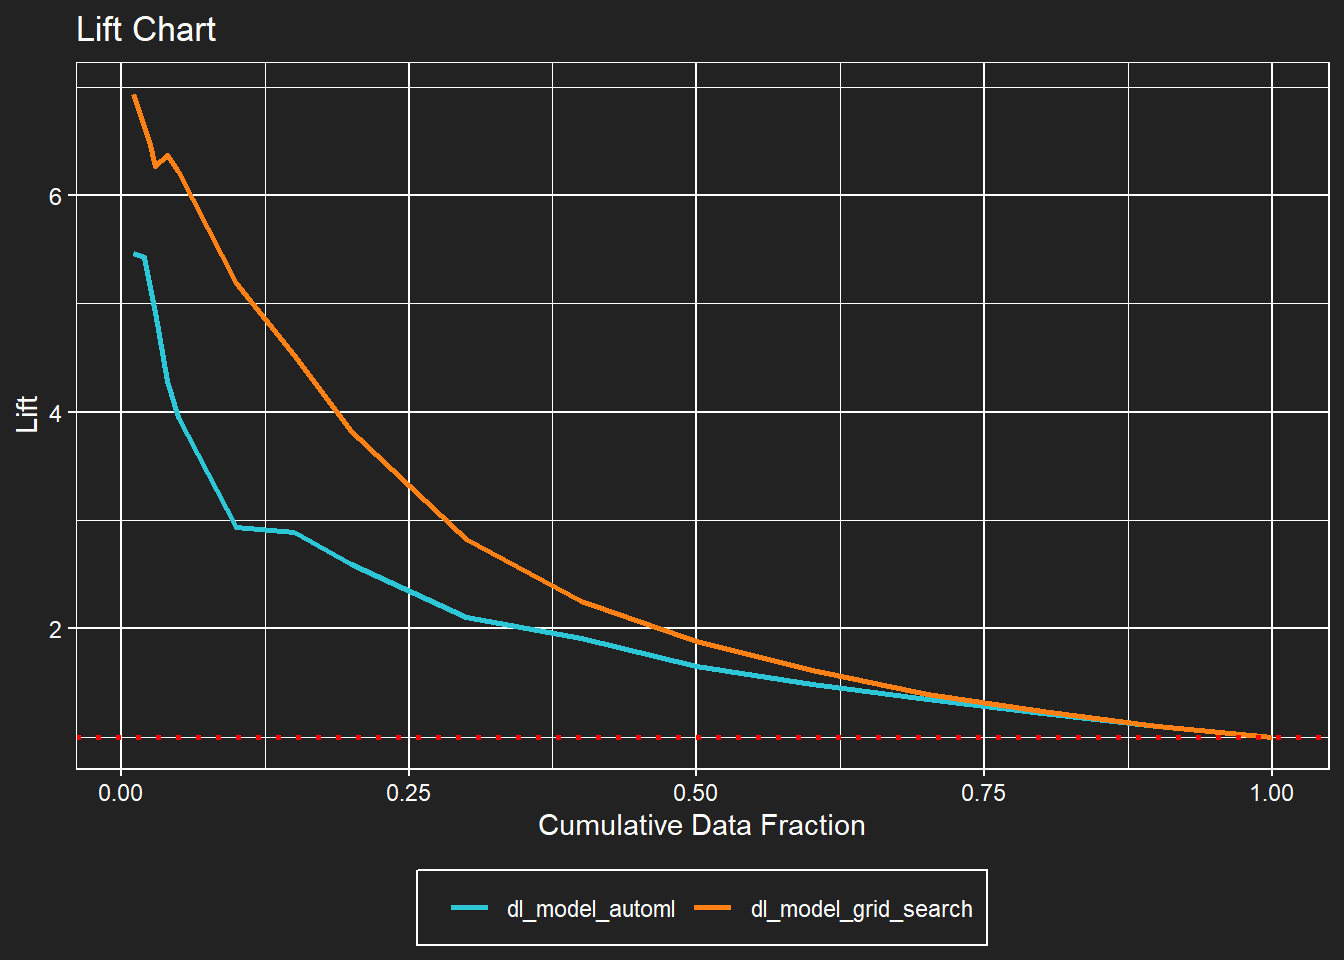 Lift Chart
6
4
2
Lift
0.00 0.25 0.50 0.75 1.00
Cumulative Data Fraction
dl_model_automl dl_model_grid_search